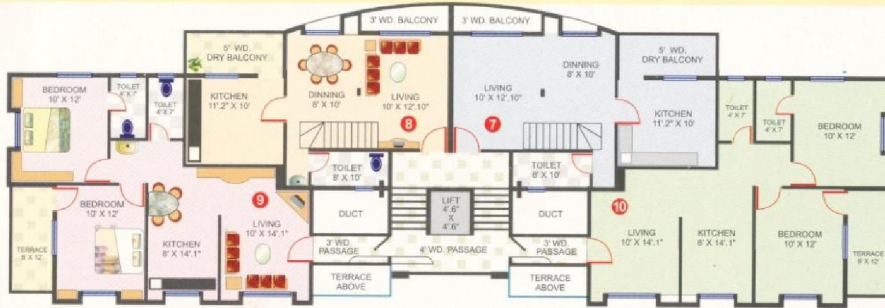 3' WD. BALCONY
3' WD. BALCONY
5' WD.
DRY BALCONY
5' WD.
DRY BALCONY
BEDROOM
10' X 12'
TOILET
4'X 7'
TOILET
4'X 7'
KITCHEN
11'.2" X 10'
DINNING
8' X 10'
LIVING
10' X 12'.10"
8
LIVING
10' X 12'.10"
7
DINNING
8' X 10'
KITCHEN
11'.2" X 10'
TOILET
4' X 7'
TOILET
4'X 7'
BEDROOM
10' X 12'
TOILET
8' X 10'
TOILET
8' X 10'
BEDROOM
10' X 12'
TERRACE
8' X 12'
KITCHEN
8' X 14'.1"
9
LIVING
10' X 14'.1"
DUCT
3' WD.
PASSAGE
TERRACE
ABOVE
LIFT
4'.6"
X
4'.6"
4' WD. PASSAGE
DUCT
3' WD.
PASSAGE
TERRACE
ABOVE
10
LIVING
10' X 14'.1"
KITCHEN
8' X 14'.1"
BEDROOM
10' X 12'
TERRACE
8' X 12'